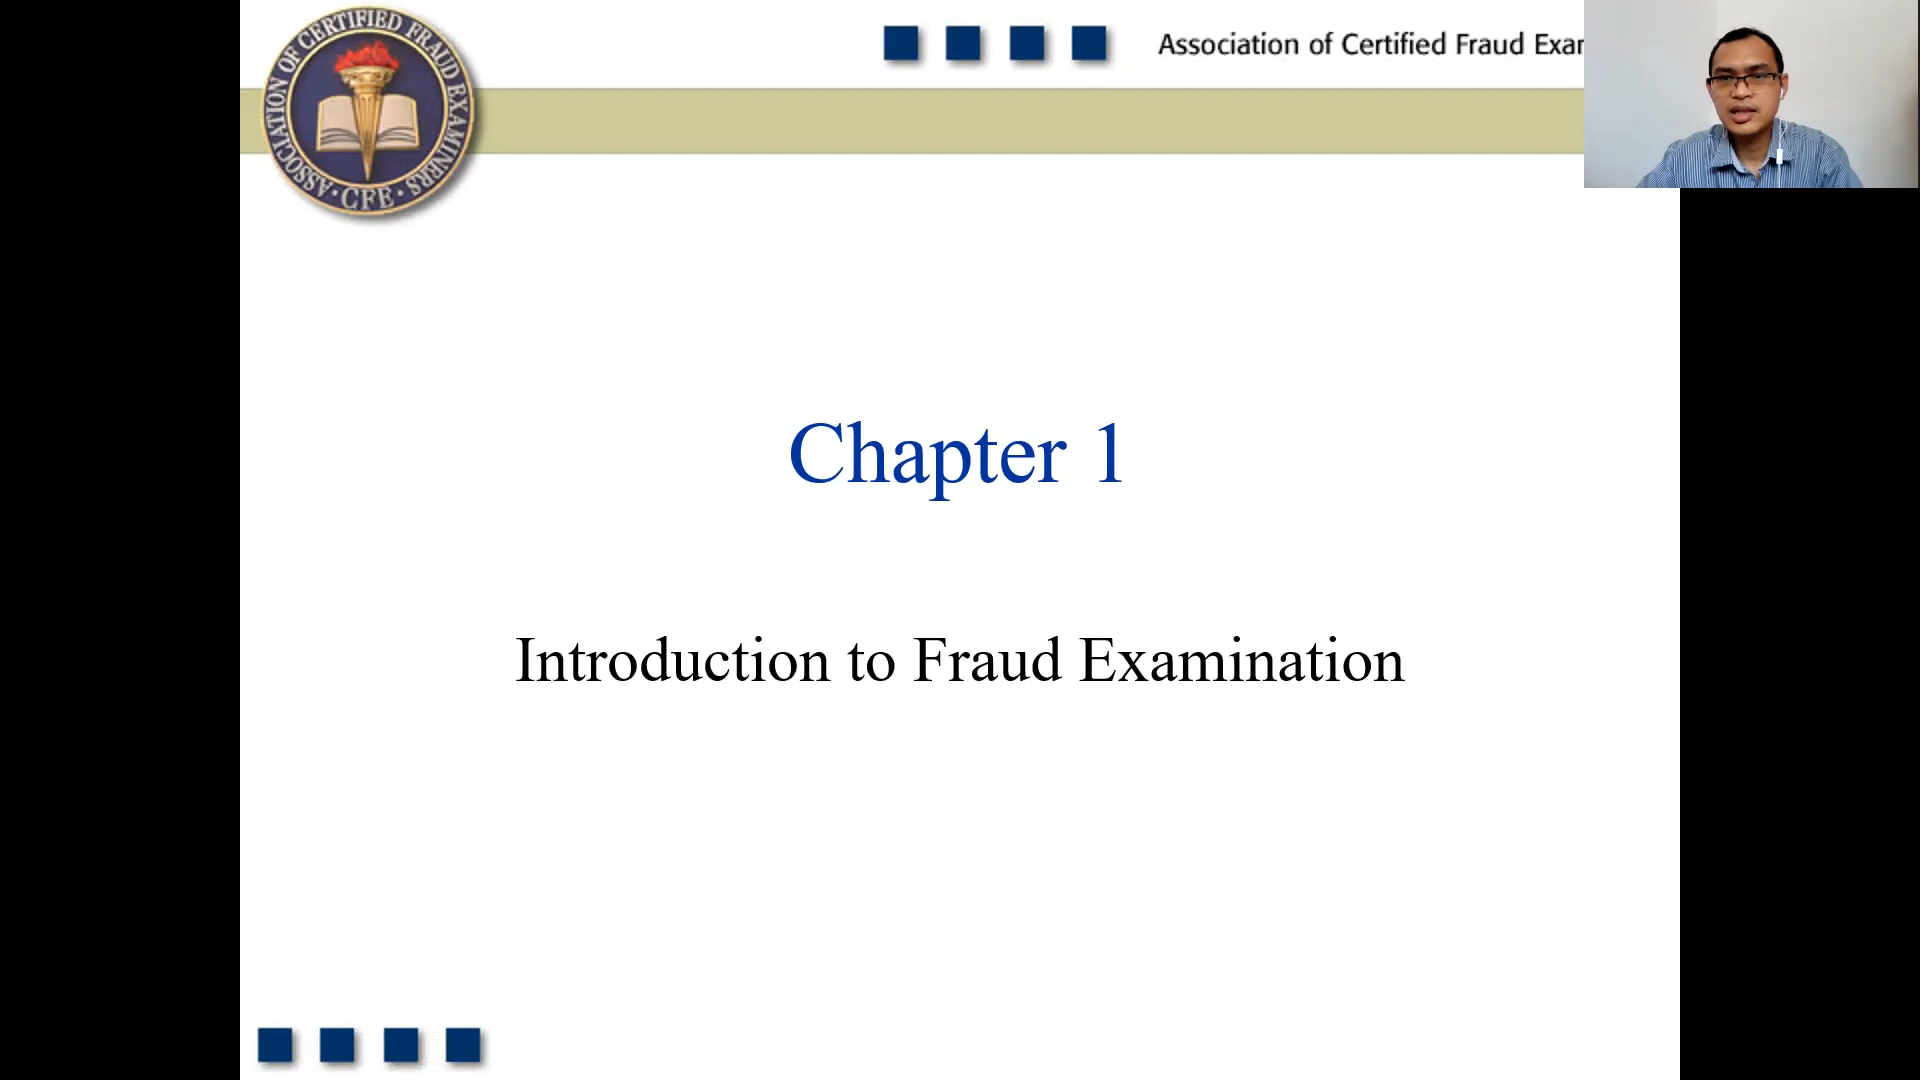 ASSOCIATION OF CERTIFIED FRAUD EXAMINERS
· CFE ·
Association of Certified Fraud Exar
Chapter 1
Introduction to Fraud Examination